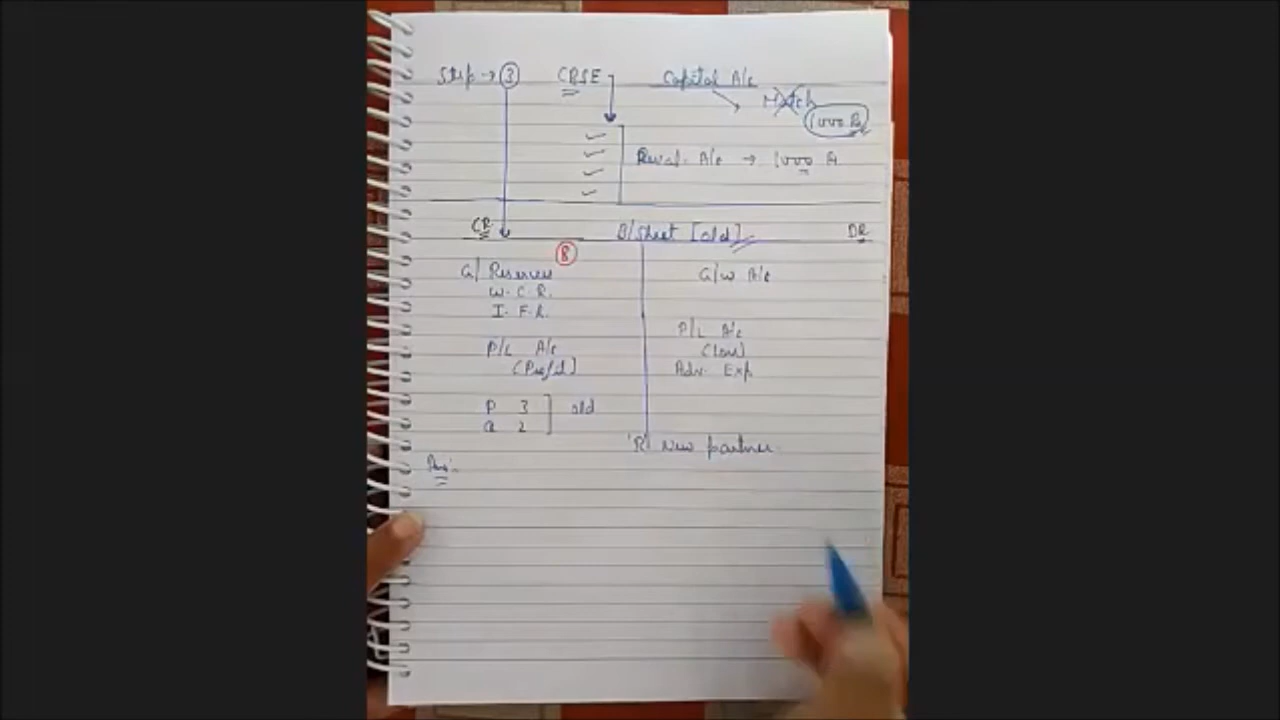 Step → 3 CBSE Capital A/c
Match
1000 Rs
Reval. A/c → 1000 Rs
CR B/Sheet [old] DR
8
G/ Reserves G/W A/c
W. C. R.
I. F. R.
P/L A/c
(Loss)
P/L A/c
(Profit)
Adv. Exp.
P 3 old
Q 2
'R' New partner.